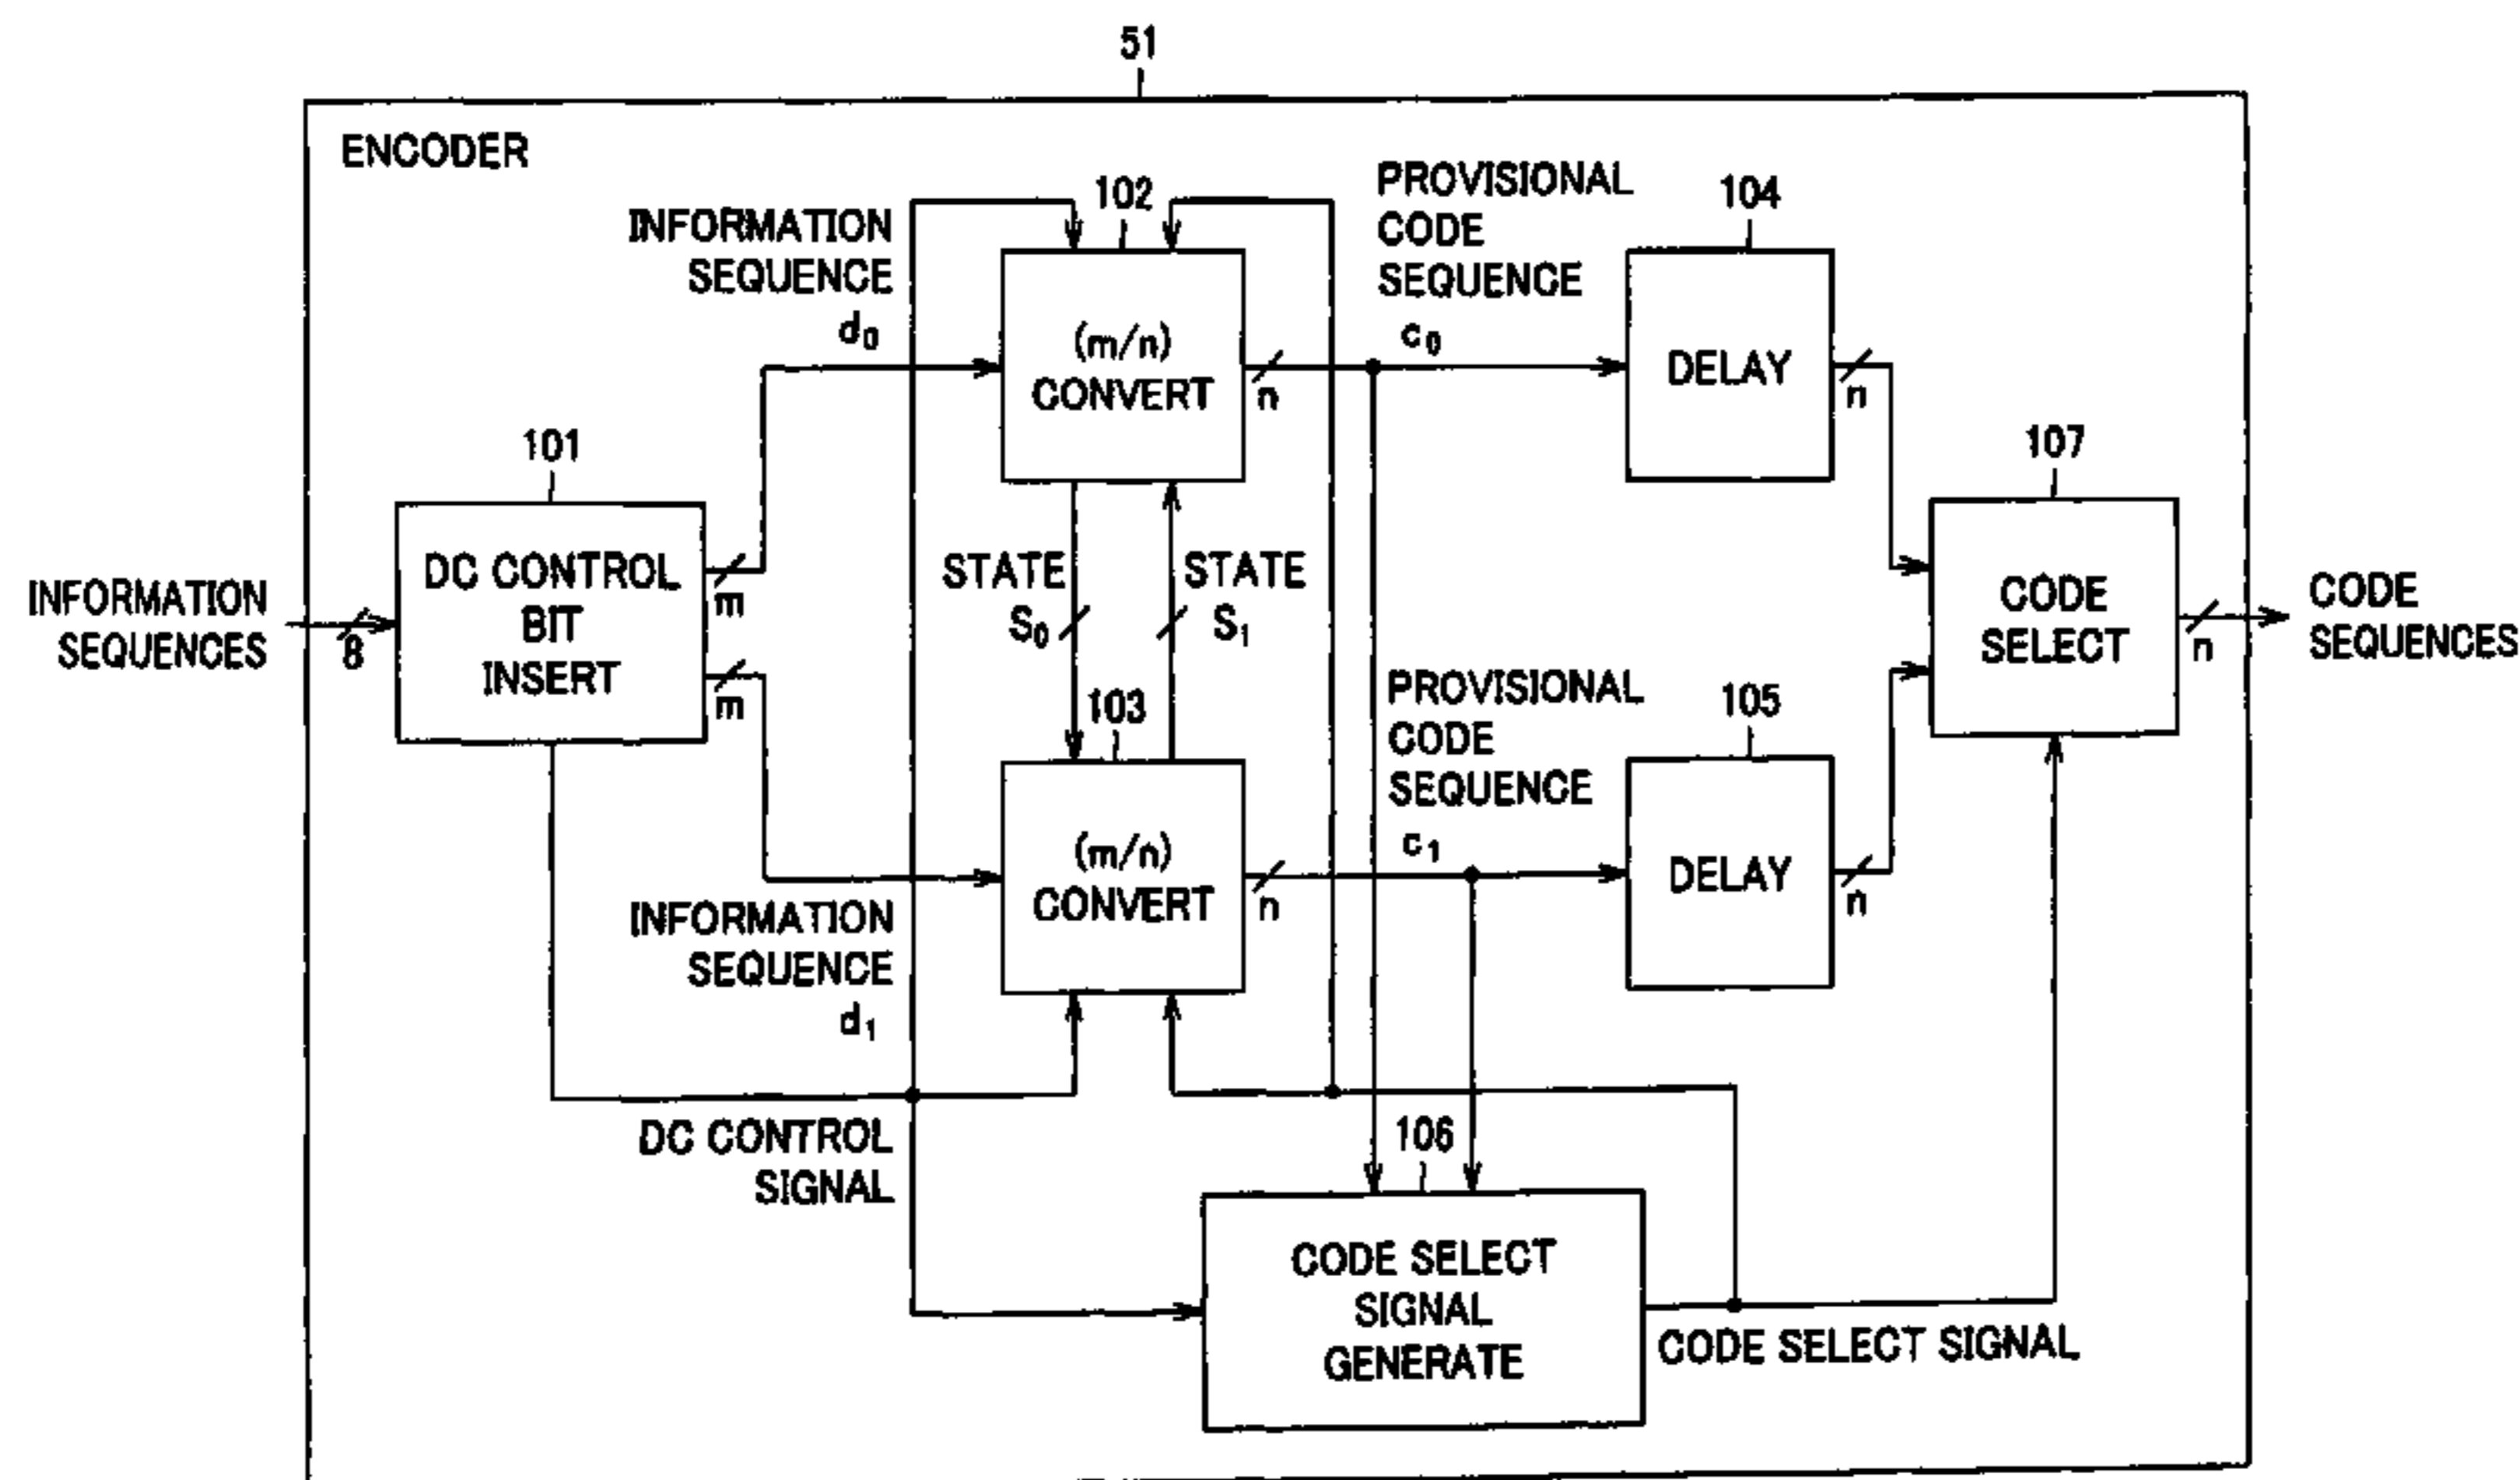 51
ENCODER
INFORMATION
SEQUENCES
8
101
DC CONTROL
BIT
INSERT
m
m
INFORMATION
SEQUENCE
d0
102
(m/n)
CONVERT
n
STATE
S0
STATE
S1
103
(m/n)
CONVERT
n
INFORMATION
SEQUENCE
d1
DC CONTROL
SIGNAL
PROVISIONAL
CODE
SEQUENCE
c0
104
DELAY
n
PROVISIONAL
CODE
SEQUENCE
c1
105
DELAY
n
106
CODE SELECT
SIGNAL
GENERATE
CODE SELECT SIGNAL
107
CODE
SELECT
n
CODE
SEQUENCES